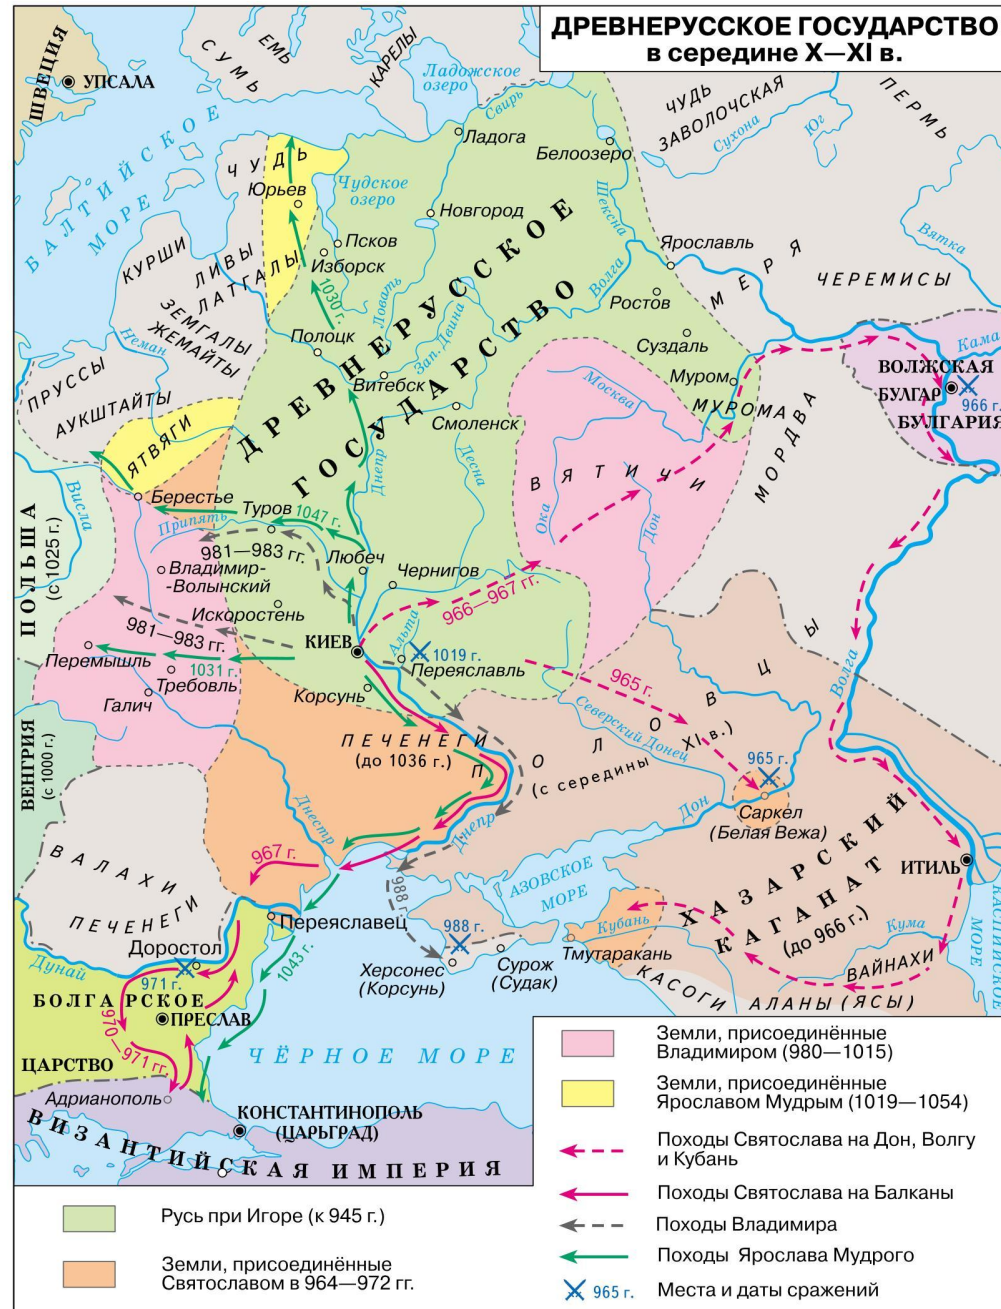 ДРЕВНЕРУССКОЕ ГОСУДАРСТВО
в середине X—XI в.
ШВЕЦИЯ
УПСАЛА
СУМЬ
ЕМЬ
КАРЕЛЫ
Ладожское
озеро
Свирь
Ладога
Белоозеро
ЧУДЬ
ЗАВОЛОЧСКАЯ
Сухона
Юг
ПЕРМЬ
БАЛТИЙСКОЕ
МОРЕ
ЧУДЬ
Юрьев
Чудское
озеро
Новгород
Шексна
Вятка
Псков
Изборск
Ярославль
КУРШИ
ЛИВЫ
ЛАТГАЛЫ
ЗЕМГАЛЫ
ЖЕМАЙТЫ
1030 г.
Ловать
Волга
Ростов
МЕРЯ
ЧЕРЕМИСЫ
Неман
Полоцк
Зап. Двина
Суздаль
Кама
ПРУССЫ
АУКШТАЙТЫ
Витебск
ДРЕВНЕРУССКОЕ
ГОСУДАРСТВО
Смоленск
Москва
Муром
МУРОМА
ВОЛЖСКАЯ
БУЛГАР
966 г.
БУЛГАРИЯ
ЯТВЯГИ
Днепр
Десна
ВЯТИЧИ
МОРДВА
Висла
Берестье
Туров
1047 г.
Припять
Ока
Дон
ПОЛЬША
(с 1025 г.)
981—983 гг.
Любеч
Владимир-
-Волынский
Чернигов
Искоростень
966—967 гг.
981—983 гг.
КИЕВ
Альта
1019 г.
Переяславль
Перемышль
1031 г.
Требовль
Галич
Корсунь
965 г.
Волга
Северский Донец
ПЕЧЕНЕГИ
(до 1036 г.)
ПОЛОВЦЫ
(с середины XI в.)
ВЕНГРИЯ
(с 1000 г.)
965 г.
Саркел
(Белая Вежа)
Дон
Днестр
Днепр
967 г.
ВАЛАХИ
ПЕЧЕНЕГИ
988 г.
АЗОВСКОЕ
МОРЕ
ХАЗАРСКИЙ
КАГАНАТ
(до 966 г.)
ИТИЛЬ
КАСПИЙСКОЕ
МОРЕ
Переяславец
988 г.
Кубань
Кума
Доростол
Дунай
971 г.
1043 г.
Херсонес
(Корсунь)
Сурож
(Судак)
Тмутаракань
ВАЙНАХИ
КАСОГИ
АЛАНЫ (ЯСЫ)
БОЛГАРСКОЕ
ПРЕСЛАВ
970—971 гг.
ЦАРСТВО
ЧЁРНОЕ МОРЕ
Адрианополь
КОНСТАНТИНОПОЛЬ
(ЦАРЬГРАД)
ВИЗАНТИЙСКАЯ ИМПЕРИЯ
Русь при Игоре (к 945 г.)
Земли, присоединённые
Святославом в 964—972 гг.
Земли, присоединённые
Владимиром (980—1015)
Земли, присоединённые
Ярославом Мудрым (1019—1054)
Походы Святослава на Дон, Волгу
и Кубань
Походы Святослава на Балканы
Походы Владимира
Походы Ярослава Мудрого
965 г.
Места и даты сражений